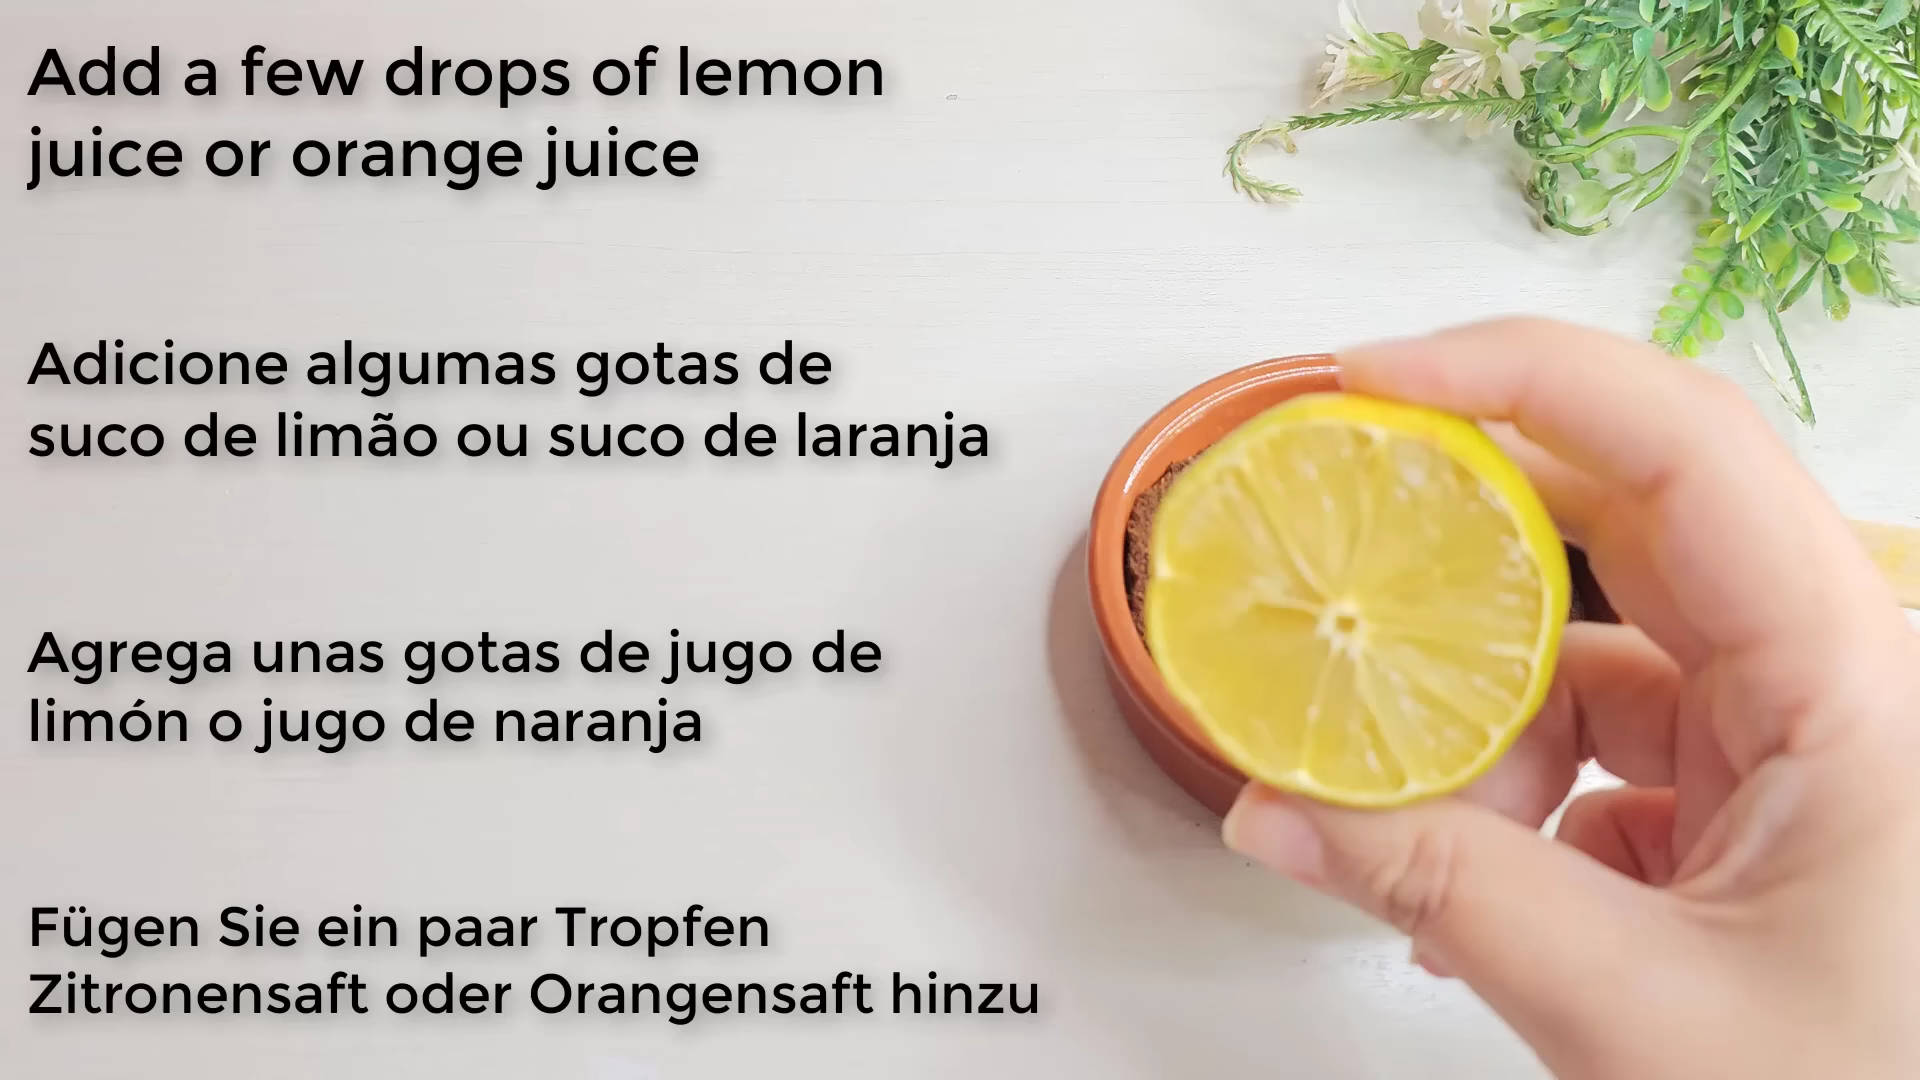 Add a few drops of lemon
juice or orange juice
Adicione algumas gotas de
suco de limão ou suco de laranja
Agrega unas gotas de jugo de
limón o jugo de naranja
Fügen Sie ein paar Tropfen
Zitronensaft oder Orangensaft hinzu